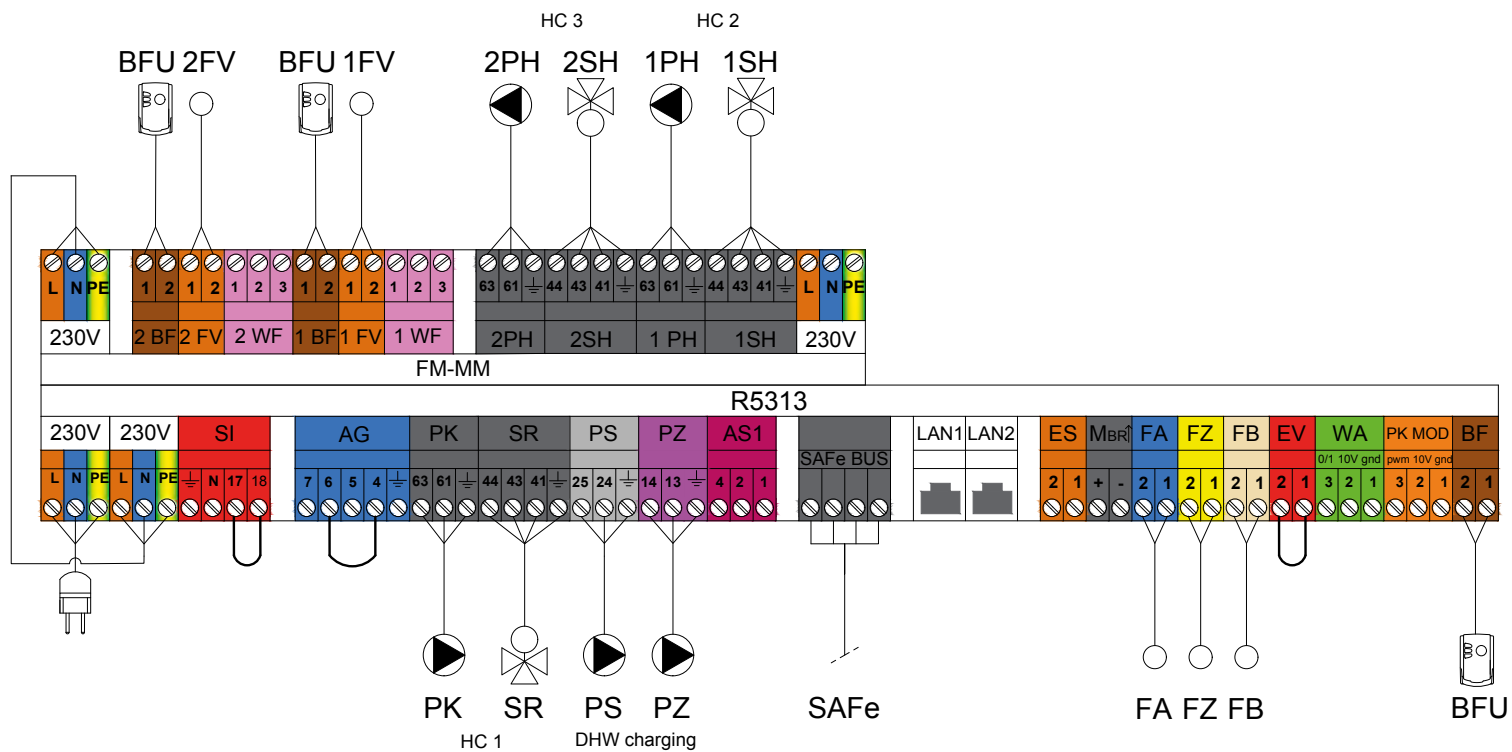 HC 3 HC 2
BFU 2FV BFU 1FV 2PH 2SH 1PH 1SH
L N PE 1 2 1 2 1 2 3 1 2 1 2 1 2 3 63 61 44 43 41 63 61 44 43 41 L N PE
230V 2 BF 2 FV 2 WF 1 BF 1 FV 1 WF 2PH 2SH 1 PH 1SH 230V
FM-MM
R5313
230V 230V SI AG PK SR PS PZ AS1 SAFe BUS LAN1 LAN2 ES MBR↑ FA FZ FB EV WA PK MOD BF
0/1 10V gnd pwm 10V gnd
L N PE L N PE ⏚ N 17 18 7 6 5 4 ⏚ 63 61 ⏚ 44 43 41 ⏚ 25 24 ⏚ 14 13 ⏚ 4 2 1 2 1 + - 2 1 2 1 2 1 2 1 3 2 1 3 2 1 2 1
PK SR PS PZ SAFe FA FZ FB BFU
HC 1 DHW charging